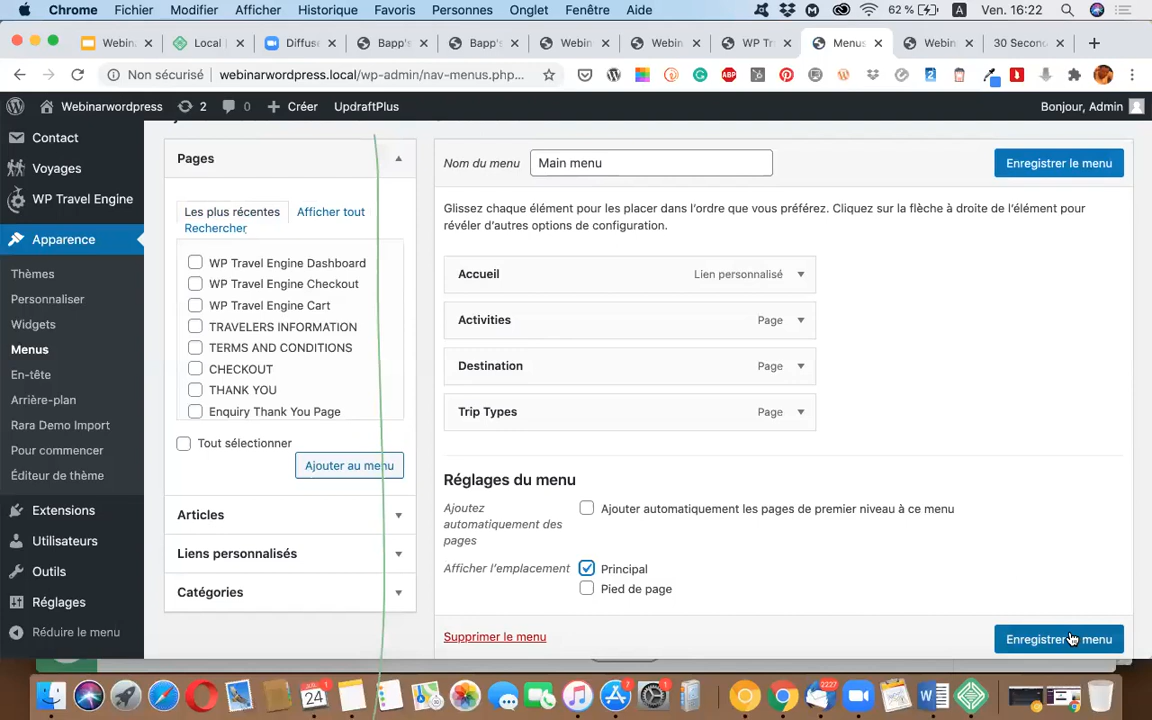 Chrome Fichier Modifier Afficher Historique Favoris Personnes Onglet Fenêtre Aide 62 % A Ven. 16:22
Webina Local Diffuse Bapp's Bapp's Webin Webin WP Tr Menus Webin 30 Secon
Non sécurisé webinarwordpress.local/wp-admin/nav-menus.php...
Webinarwordpress 2 0 Créer UpdraftPlus Bonjour, Admin
Contact
Voyages
WP Travel Engine
Apparence
Thèmes
Personnaliser
Widgets
Menus
En-tête
Arrière-plan
Rara Demo Import
Pour commencer
Éditeur de thème
Extensions
Utilisateurs
Outils
Réglages
Réduire le menu
Pages
Les plus récentes Afficher tout
Rechercher
WP Travel Engine Dashboard
WP Travel Engine Checkout
WP Travel Engine Cart
TRAVELERS INFORMATION
TERMS AND CONDITIONS
CHECKOUT
THANK YOU
Enquiry Thank You Page
Tout sélectionner
Ajouter au menu
Articles
Liens personnalisés
Catégories
Nom du menu Main menu Enregistrer le menu
Glissez chaque élément pour les placer dans l'ordre que vous préférez. Cliquez sur la flèche à droite de l'élément pour
révéler d'autres options de configuration.
Accueil Lien personnalisé
Activities Page
Destination Page
Trip Types Page
Réglages du menu
Ajoutez
automatiquement des
pages
Ajouter automatiquement les pages de premier niveau à ce menu
Afficher l'emplacement Principal
Pied de page
Supprimer le menu Enregistrer menu
24 7 2227